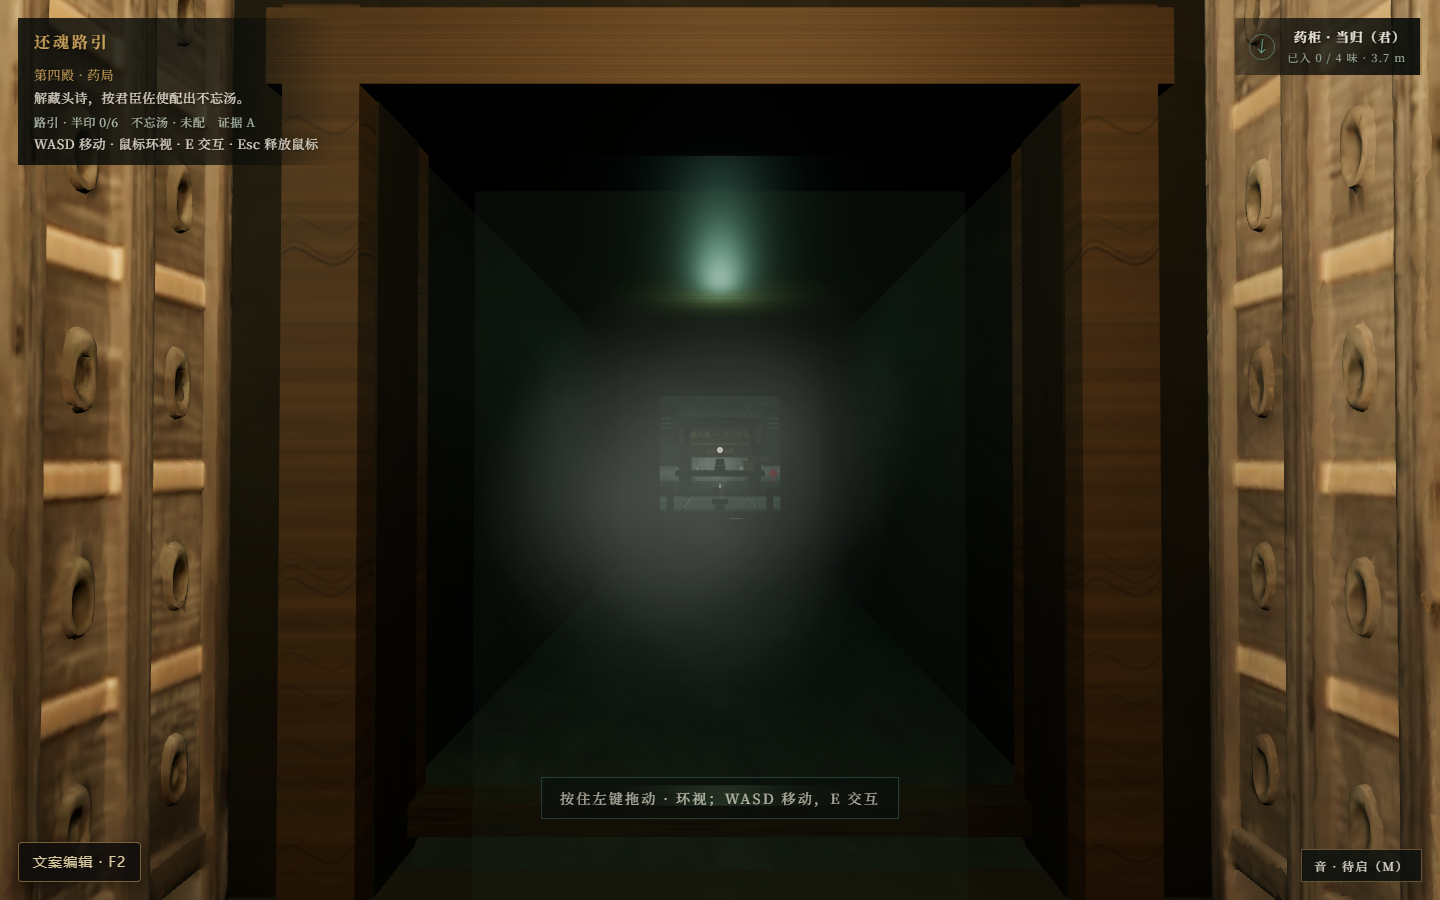 还魂路引
第四殿 · 药局
解藏头诗，按君臣佐使配出不忘汤。
路引 · 半印 0/6 不忘汤 · 未配 证据 A
WASD 移动 · 鼠标环视 · E 交互 · Esc 释放鼠标
药柜 · 当归（君）
已入 0 / 4 味 · 3.7 m
按住左键拖动 · 环视；WASD 移动，E 交互
文案编辑 · F2
音 · 待启（M）